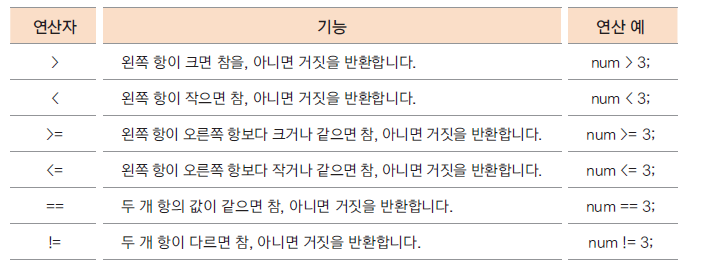 연산자 기능 연산 예
> 왼쪽 항이 크면 참을, 아니면 거짓을 반환합니다. num > 3;
< 왼쪽 항이 작으면 참, 아니면 거짓을 반환합니다. num < 3;
>= 왼쪽 항이 오른쪽 항보다 크거나 같으면 참, 아니면 거짓을 반환합니다. num >= 3;
<= 왼쪽 항이 오른쪽 항보다 작거나 같으면 참, 아니면 거짓을 반환합니다. num <= 3;
== 두 개 항의 값이 같으면 참, 아니면 거짓을 반환합니다. num == 3;
!= 두 개 항이 다르면 참, 아니면 거짓을 반환합니다. num != 3;